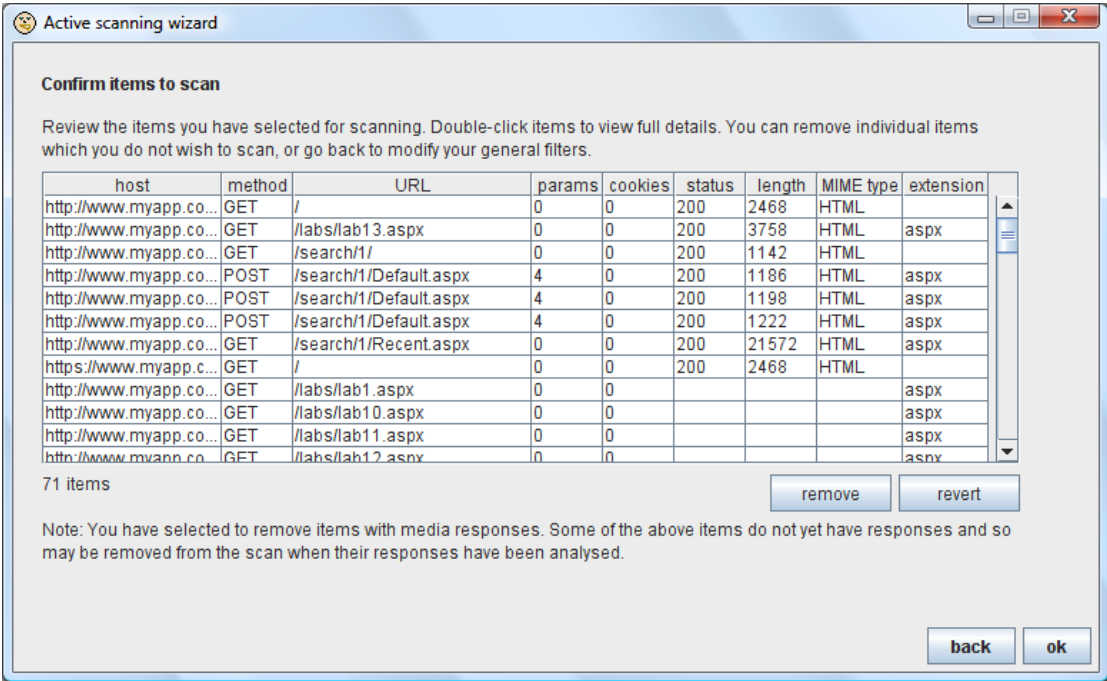 Active scanning wizard
Confirm items to scan
Review the items you have selected for scanning. Double-click items to view full details. You can remove individual items
which you do not wish to scan, or go back to modify your general filters.
host method URL params cookies status length MIME type extension
http://www.myapp.co... GET / 0 0 200 2468 HTML
http://www.myapp.co... GET /labs/lab13.aspx 0 0 200 3758 HTML aspx
http://www.myapp.co... GET /search/1/ 0 0 200 1142 HTML
http://www.myapp.co... POST /search/1/Default.aspx 4 0 200 1186 HTML aspx
http://www.myapp.co... POST /search/1/Default.aspx 4 0 200 1198 HTML aspx
http://www.myapp.co... POST /search/1/Default.aspx 4 0 200 1222 HTML aspx
http://www.myapp.co... GET /search/1/Recent.aspx 0 0 200 21572 HTML aspx
https://www.myapp.c... GET / 0 0 200 2468 HTML
http://www.myapp.co... GET /labs/lab1.aspx 0 0 aspx
http://www.myapp.co... GET /labs/lab10.aspx 0 0 aspx
http://www.myapp.co... GET /labs/lab11.aspx 0 0 aspx
http://www.myapp.co... GET /labs/lab12.aspx 0 0 aspx
71 items
remove revert
Note: You have selected to remove items with media responses. Some of the above items do not yet have responses and so
may be removed from the scan when their responses have been analysed.
back ok